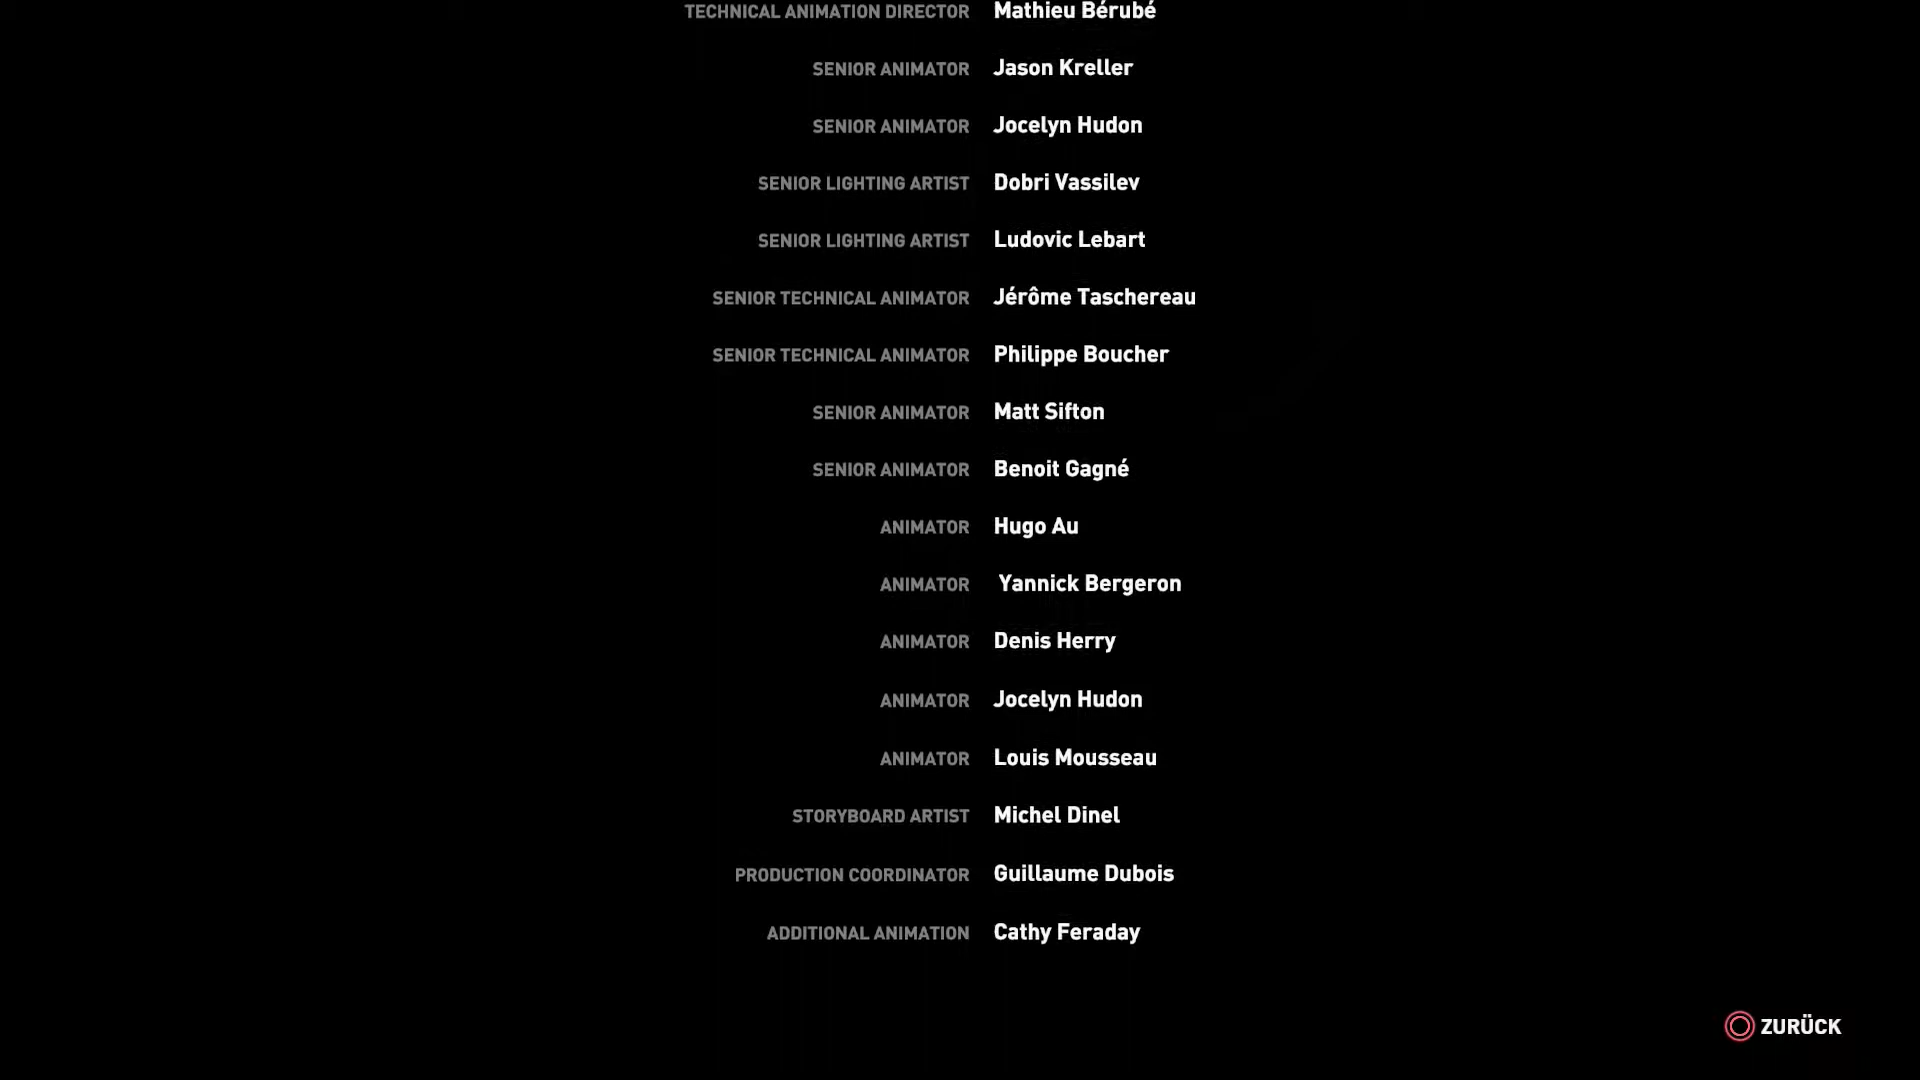 TECHNICAL ANIMATION DIRECTOR Mathieu Bérubé
SENIOR ANIMATOR Jason Kreller
SENIOR ANIMATOR Jocelyn Hudon
SENIOR LIGHTING ARTIST Dobri Vassilev
SENIOR LIGHTING ARTIST Ludovic Lebart
SENIOR TECHNICAL ANIMATOR Jérôme Taschereau
SENIOR TECHNICAL ANIMATOR Philippe Boucher
SENIOR ANIMATOR Matt Sifton
SENIOR ANIMATOR Benoit Gagné
ANIMATOR Hugo Au
ANIMATOR Yannick Bergeron
ANIMATOR Denis Herry
ANIMATOR Jocelyn Hudon
ANIMATOR Louis Mousseau
STORYBOARD ARTIST Michel Dinel
PRODUCTION COORDINATOR Guillaume Dubois
ADDITIONAL ANIMATION Cathy Feraday
ZURÜCK